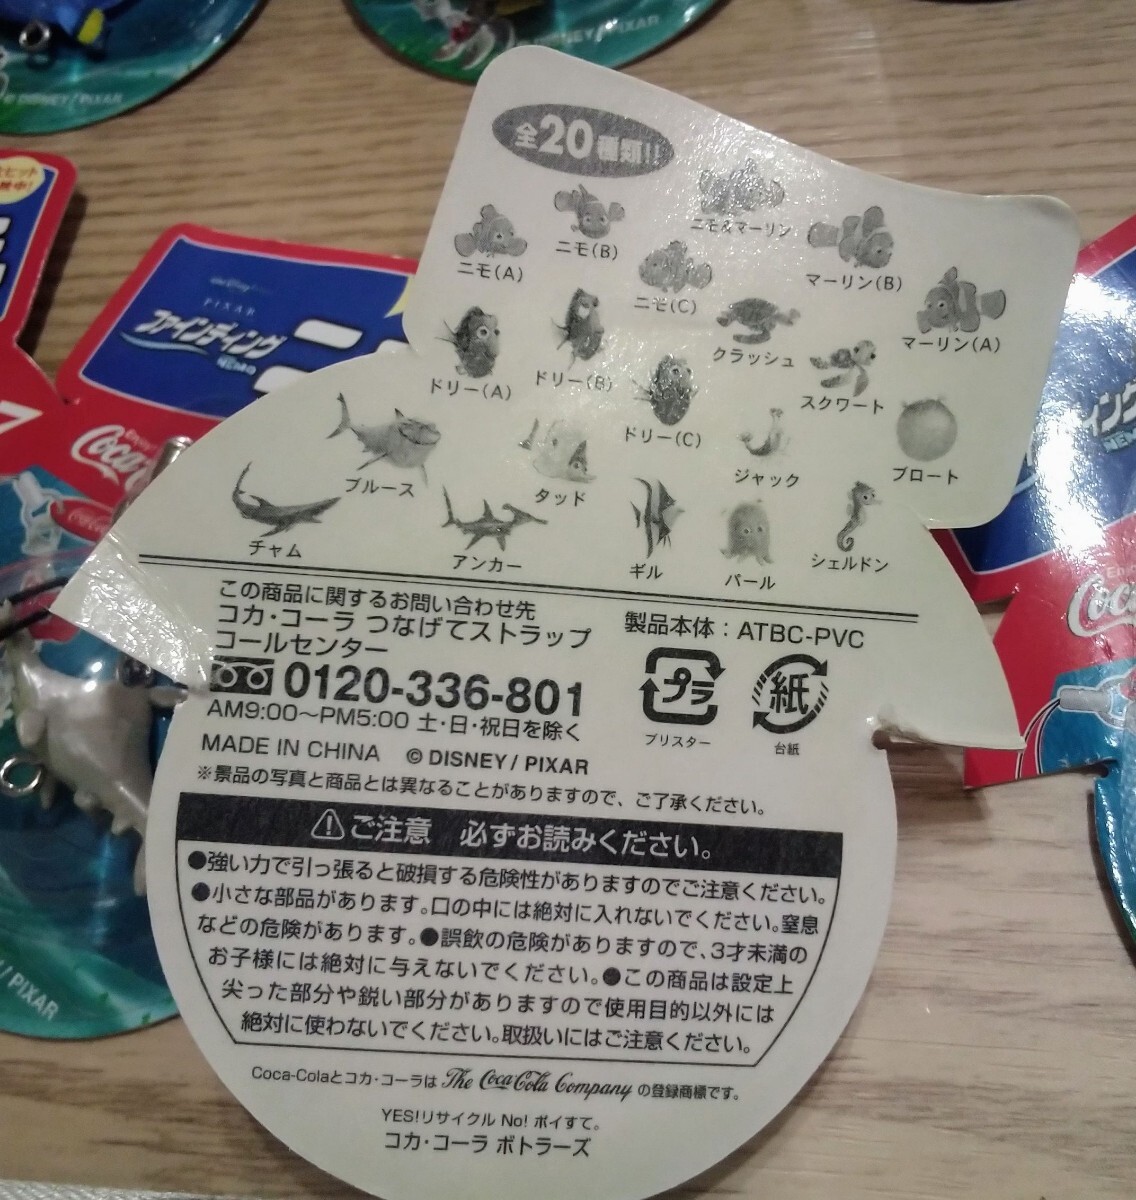 © DISNEY / PIXAR
DISNEY / PIXAR
全20種類!!
ニモ(A)
ニモ(B)
ニモ&マーリン
ニモ(C)
マーリン(B)
マーリン(A)
ドリー(A)
ドリー(B)
クラッシュ
スクワート
ドリー(C)
ジャック
ブロート
ブルース
タッド
チャム
アンカー
ギル
パール
シェルドン
この商品に関するお問い合わせ先
コカ・コーラ つなげてストラップ
コールセンター
0120-336-801
AM9:00〜PM5:00 土・日・祝日を除く
MADE IN CHINA © DISNEY / PIXAR
製品本体：ATBC-PVC
プラ
ブリスター
紙
台紙
※景品の写真と商品とは異なることがありますので、ご了承ください。
ご注意 必ずお読みください。
●強い力で引っ張ると破損する危険性がありますのでご注意ください。
●小さな部品があります。口の中には絶対に入れないでください。窒息
などの危険があります。●誤飲の危険がありますので、3才未満の
お子様には絶対に与えないでください。●この商品は設定上
尖った部分や鋭い部分がありますので使用目的以外には
絶対に使わないでください。取扱いにはご注意ください。
Coca-Colaとコカ・コーラは The Coca-Cola Company の登録商標です。
YES!リサイクル No! ポイすて。
コカ・コーラ ボトラーズ
PIXAR
ファインディング
NEMO
Enjoy
Coca
/ PIXAR
7
イング
NEMO
Coc